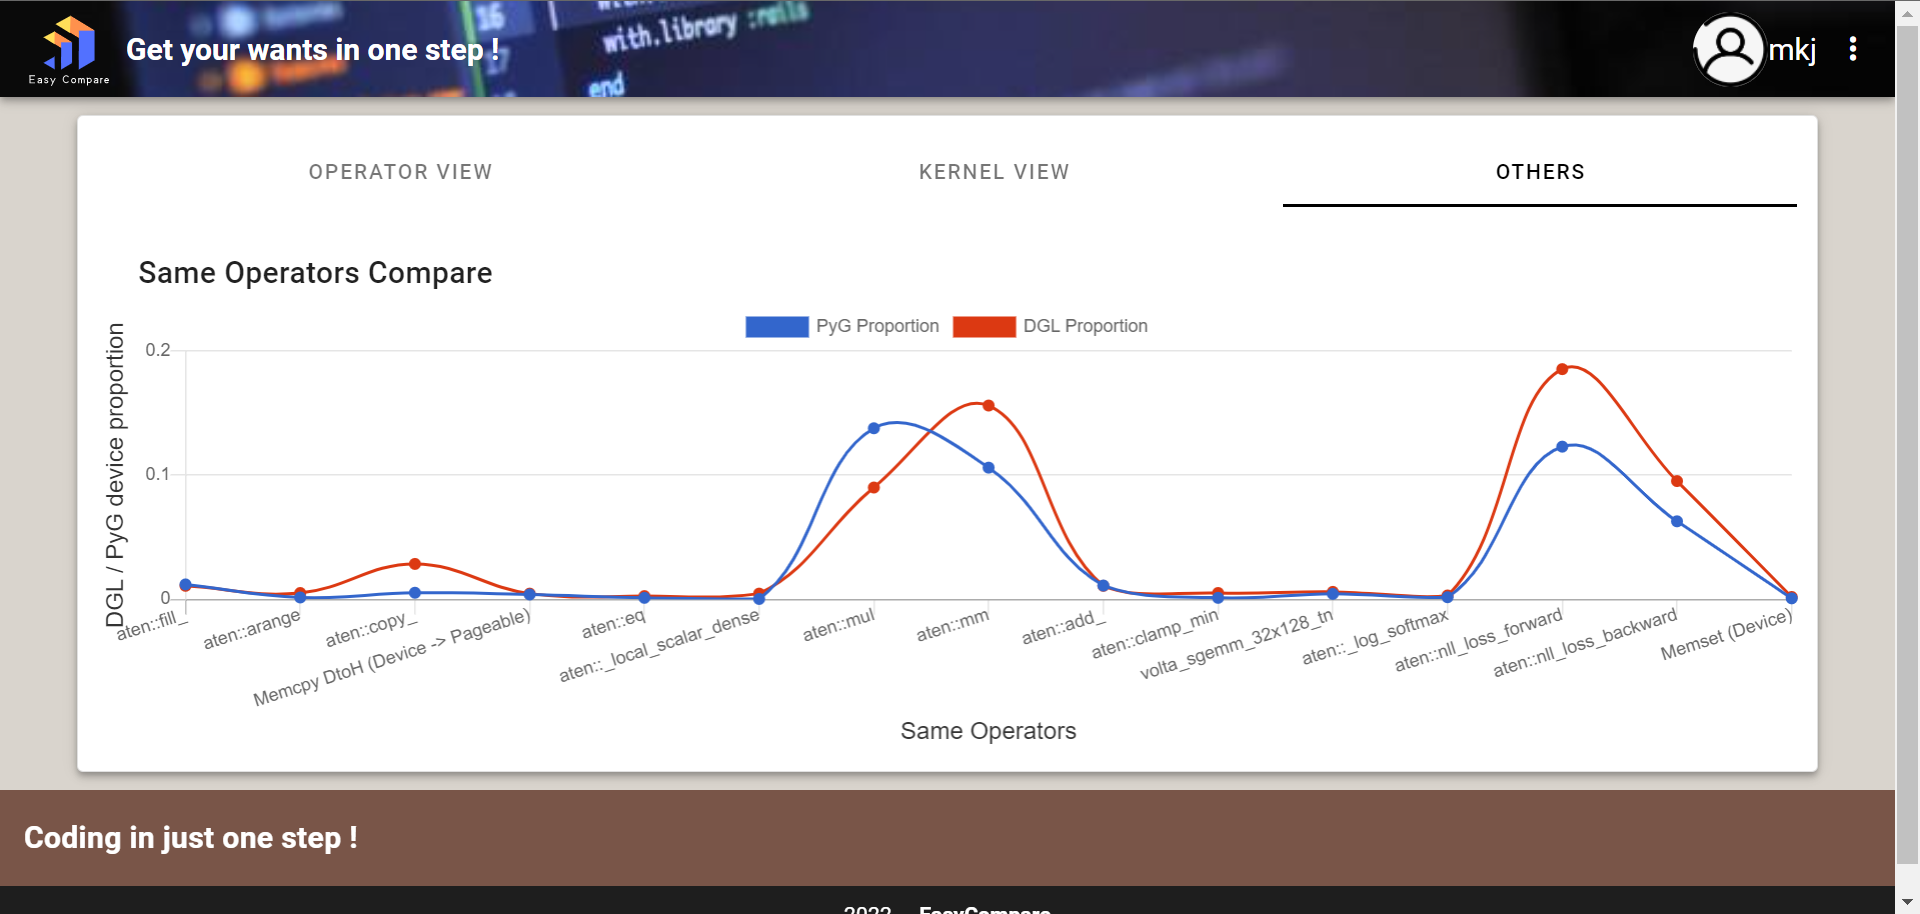 16
with.library :rails
Get your wants in one step !
17
end
Easy Compare
mkj
OPERATOR VIEW
KERNEL VIEW
OTHERS
Same Operators Compare
PyG Proportion
DGL Proportion
DGL / PyG device proportion
0.2
0.1
0
aten::fill_
aten::arange
aten::copy_
Memcpy DtoH (Device -> Pageable)
aten::eq
aten::_local_scalar_dense
aten::mul
aten::mm
aten::add_
aten::clamp_min
volta_sgemm_32x128_tn
aten::_log_softmax
aten::nll_loss_forward
aten::nll_loss_backward
Memset (Device)
Same Operators
Coding in just one step !
2022 — EasyCompare